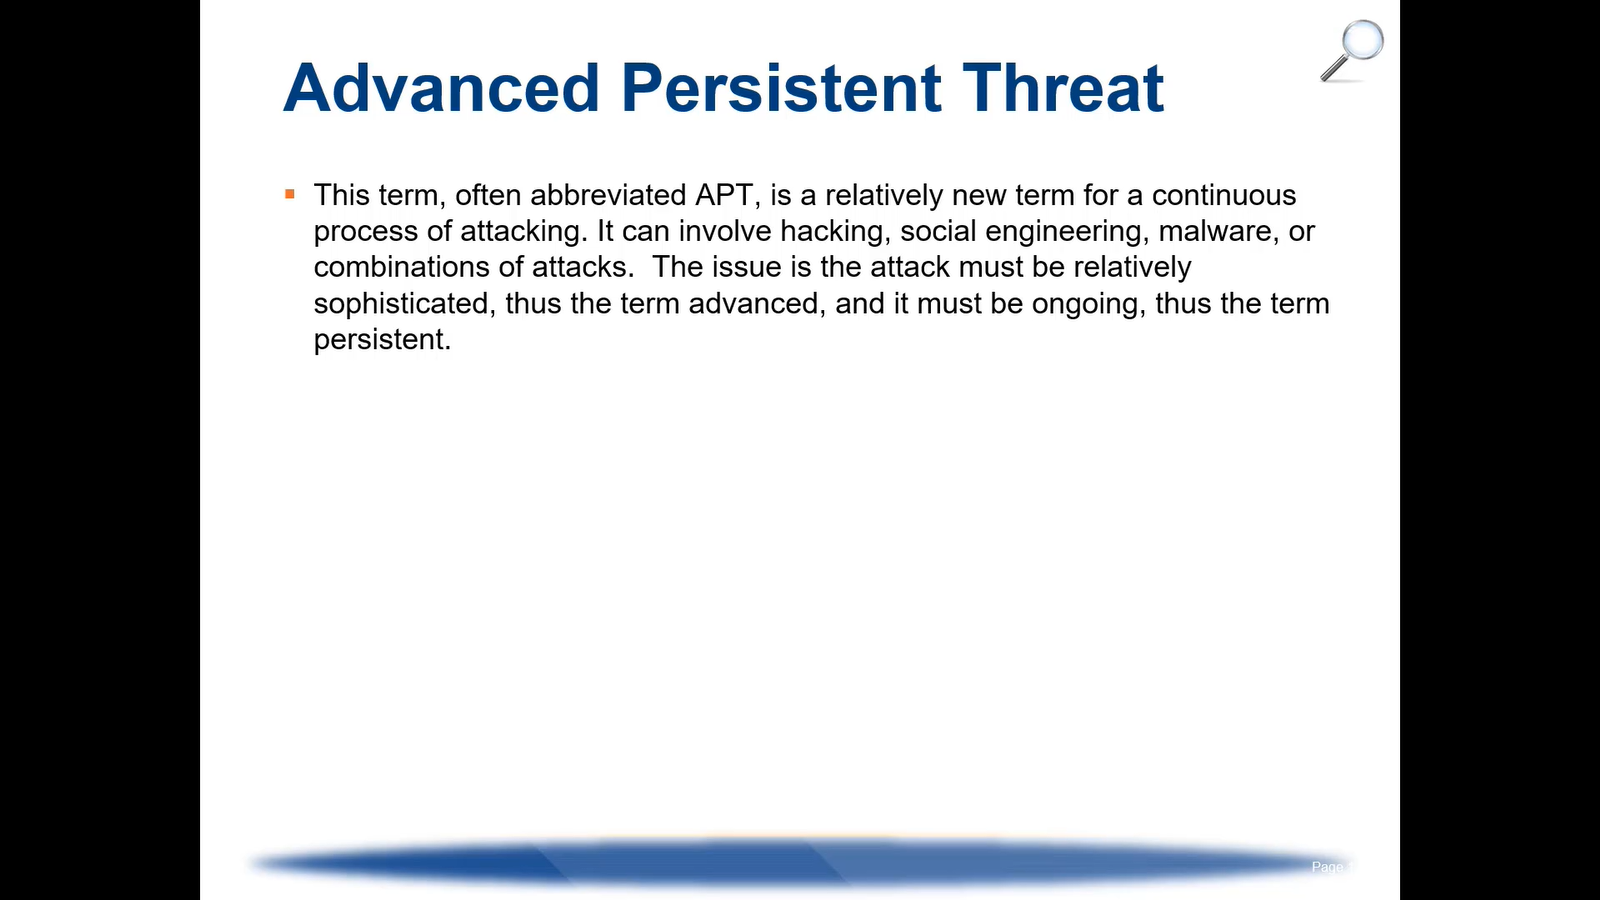 Advanced Persistent Threat
▪ This term, often abbreviated APT, is a relatively new term for a continuous
process of attacking. It can involve hacking, social engineering, malware, or
combinations of attacks.  The issue is the attack must be relatively
sophisticated, thus the term advanced, and it must be ongoing, thus the term
persistent.
Page